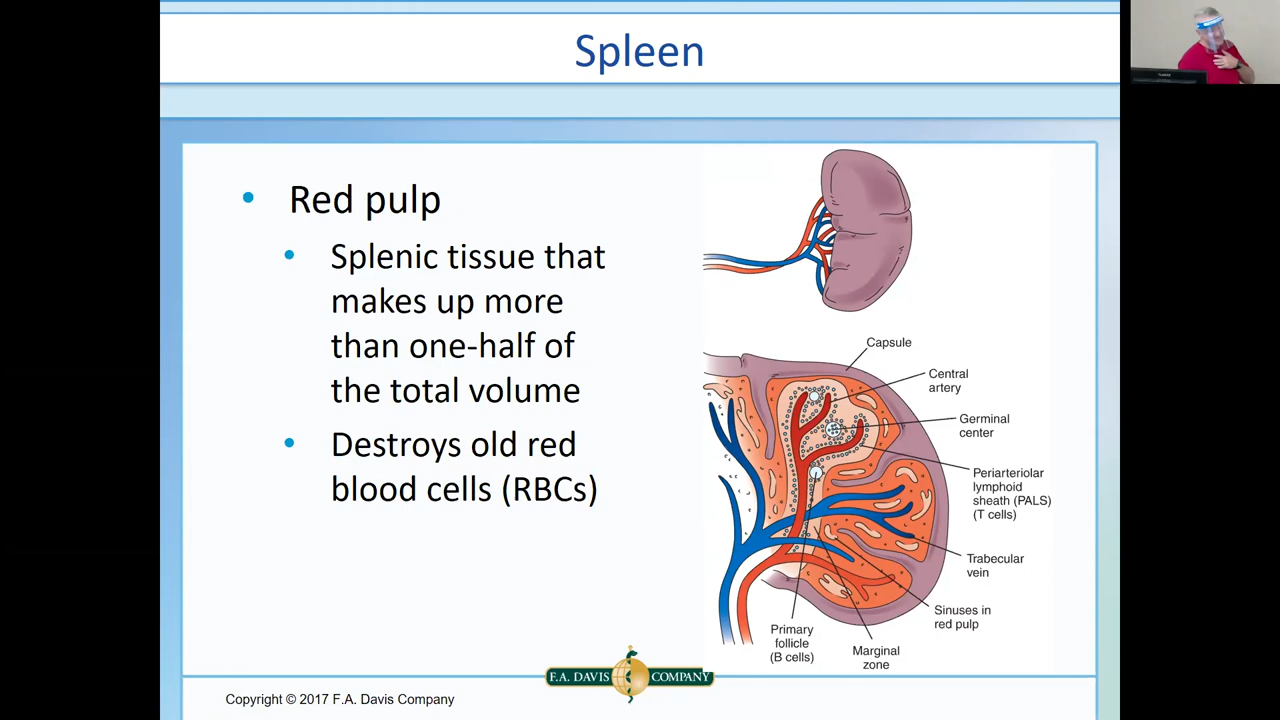 Spleen
• Red pulp
• Splenic tissue that
makes up more
than one-half of
the total volume
• Destroys old red
blood cells (RBCs)
Capsule
Central
artery
Germinal
center
Periarteriolar
lymphoid
sheath (PALS)
(T cells)
Trabecular
vein
Sinuses in
red pulp
Marginal
zone
Primary
follicle
(B cells)
F.A. DAVIS COMPANY
Copyright © 2017 F.A. Davis Company